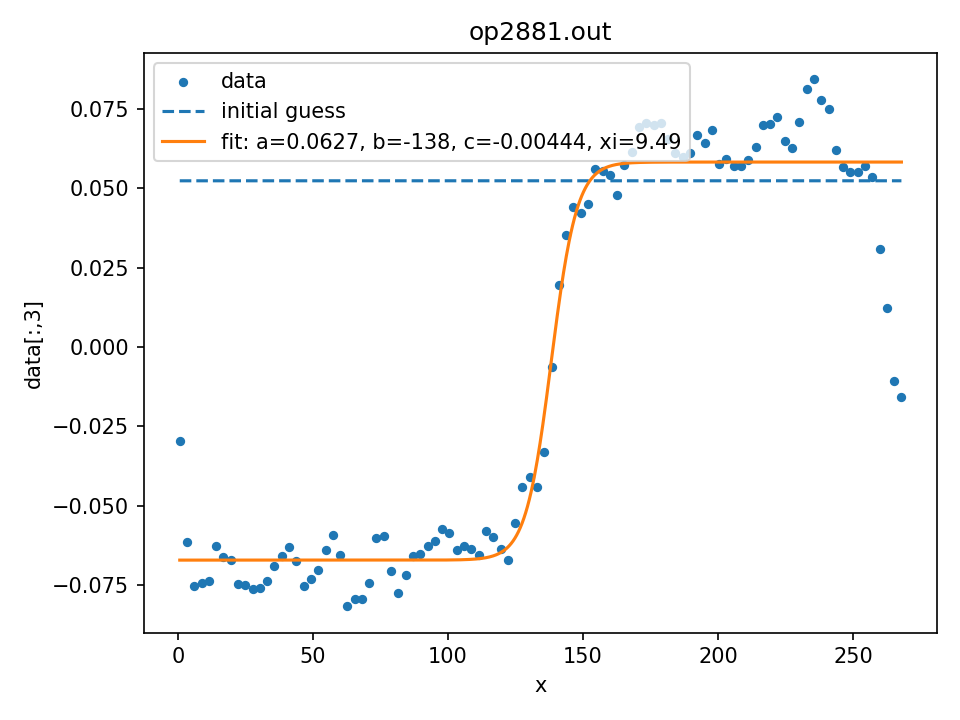 op2881.out
data
initial guess
fit: a=0.0627, b=-138, c=-0.00444, xi=9.49
0.075
0.050
0.025
0.000
−0.025
−0.050
−0.075
data[:,3]
0 50 100 150 200 250
x